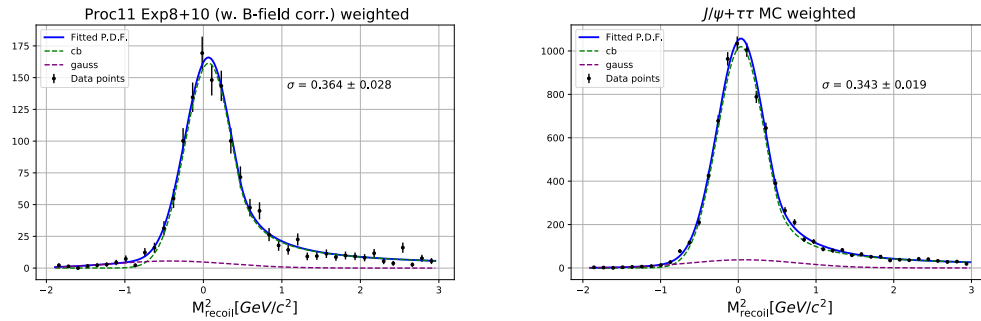 Proc11 Exp8+10 (w. B-field corr.) weighted
Fitted P.D.F.
cb
gauss
Data points
σ = 0.364 ± 0.028
175
150
125
100
75
50
25
0
−2 −1 0 1 2 3
M²recoil[GeV/c²]
J/ψ+ττ MC weighted
Fitted P.D.F.
cb
gauss
Data points
σ = 0.343 ± 0.019
1000
800
600
400
200
0
−2 −1 0 1 2 3
M²recoil[GeV/c²]